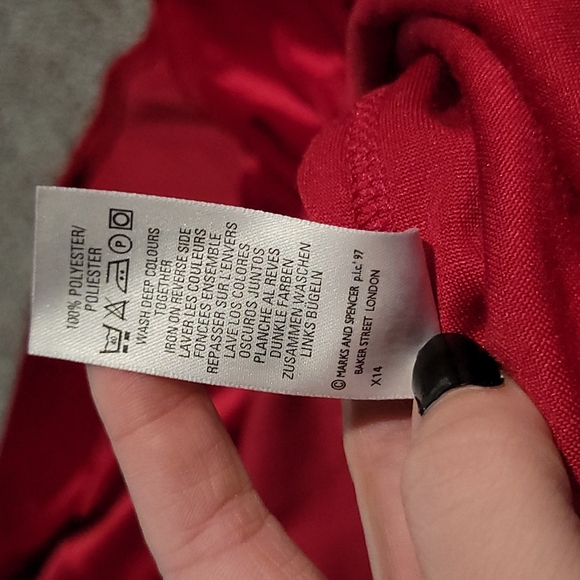 100% POLYESTER/
POLIESTER
P
WASH DEEP COLOURS
TOGETHER
IRON ON REVERSE SIDE
LAVER LES COULEURS
FONCÉES ENSEMBLE
REPASSER SUR L'ENVERS
LAVE LOS COLORES
OSCUROS JUNTOS
PLANCHE AL REVES
DUNKLE FARBEN
ZUSAMMEN WASCHEN
LINKS BÜGELN
© MARKS AND SPENCER p.l.c.' 97
BAKER STREET LONDON
X14